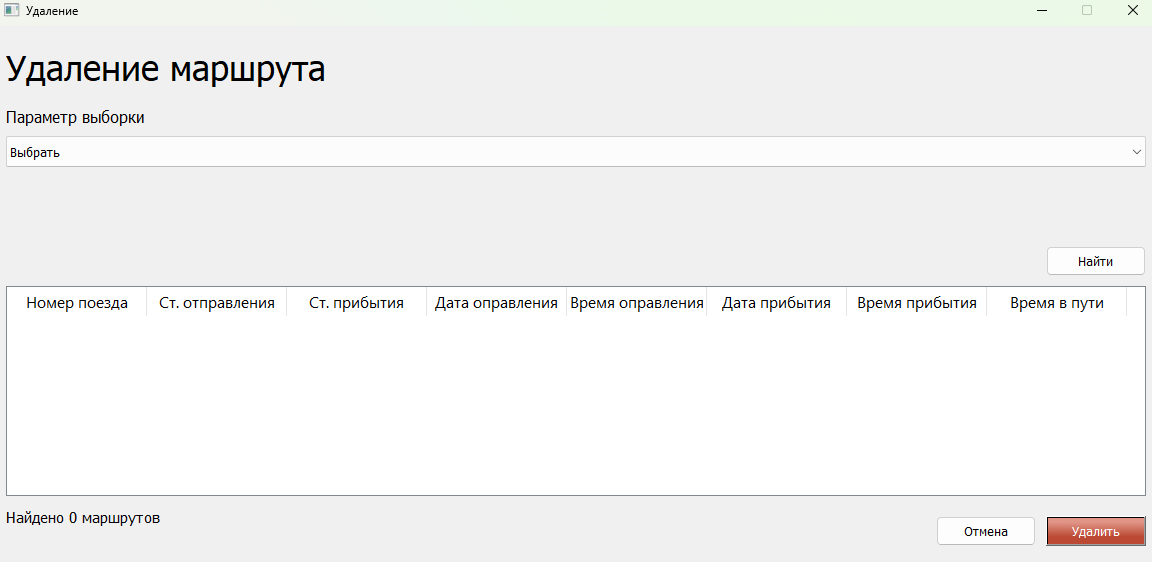 Удаление
Удаление маршрута
Параметр выборки
Выбрать
Найти
Номер поезда Ст. отправления Ст. прибытия Дата оправления Время оправления Дата прибытия Время прибытия Время в пути
Найдено 0 маршрутов
Отмена Удалить